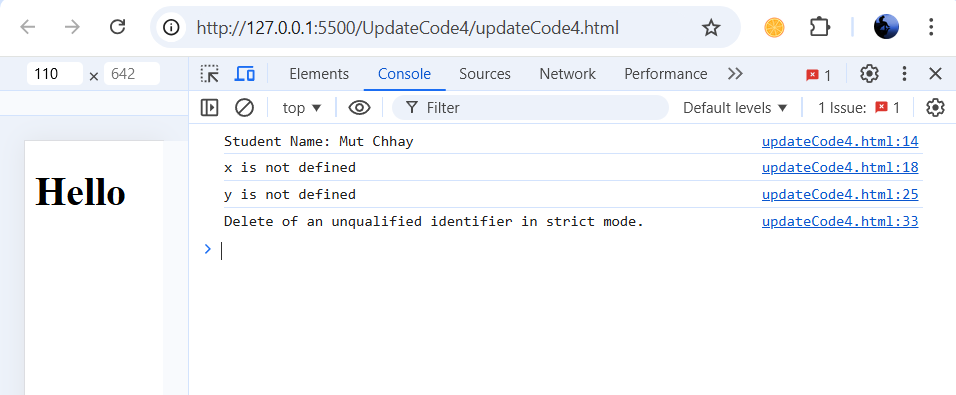 http://127.0.0.1:5500/UpdateCode4/updateCode4.html
110 × 642
Elements Console Sources Network Performance 1
top Filter Default levels 1 Issue: 1
Hello
Student Name: Mut Chhay updateCode4.html:14
x is not defined updateCode4.html:18
y is not defined updateCode4.html:25
Delete of an unqualified identifier in strict mode. updateCode4.html:33